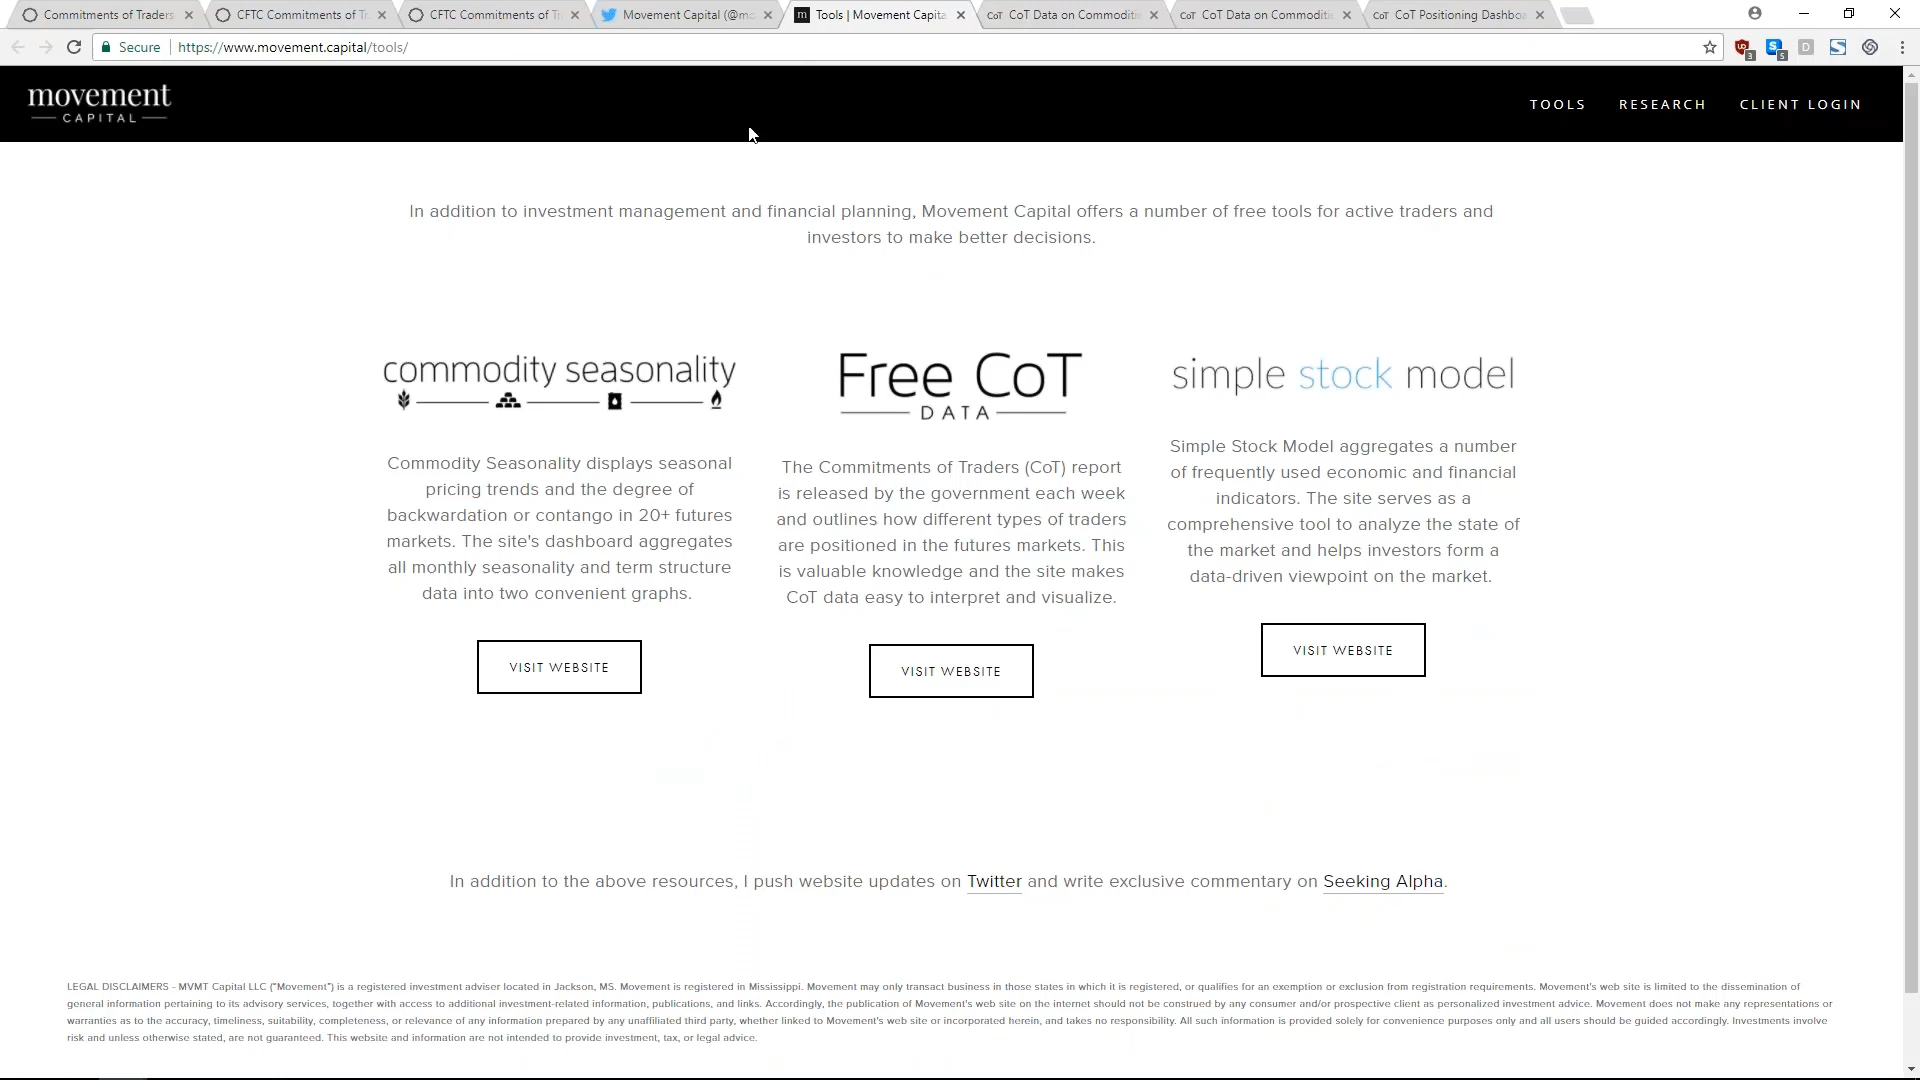 Commitments of Traders
CFTC Commitments of Tr
CFTC Commitments of Tr
Movement Capital (@mo
m
Tools | Movement Capita
CoT CoT Data on Commoditi
CoT CoT Data on Commoditi
CoT CoT Positioning Dashboa
Secure
https://www.movement.capital/tools/
3
S
5
D
movement
CAPITAL
TOOLS
RESEARCH
CLIENT LOGIN
In addition to investment management and financial planning, Movement Capital offers a number of free tools for active traders and
investors to make better decisions.
commodity seasonality
Commodity Seasonality displays seasonal
pricing trends and the degree of
backwardation or contango in 20+ futures
markets. The site's dashboard aggregates
all monthly seasonality and term structure
data into two convenient graphs.
VISIT WEBSITE
Free CoT
DATA
The Commitments of Traders (CoT) report
is released by the government each week
and outlines how different types of traders
are positioned in the futures markets. This
is valuable knowledge and the site makes
CoT data easy to interpret and visualize.
VISIT WEBSITE
simple stock model
Simple Stock Model aggregates a number
of frequently used economic and financial
indicators. The site serves as a
comprehensive tool to analyze the state of
the market and helps investors form a
data-driven viewpoint on the market.
VISIT WEBSITE
In addition to the above resources, I push website updates on Twitter and write exclusive commentary on Seeking Alpha.
LEGAL DISCLAIMERS - MVMT Capital LLC ("Movement") is a registered investment adviser located in Jackson, MS. Movement is registered in Mississippi. Movement may only transact business in those states in which it is registered, or qualifies for an exemption or exclusion from registration requirements. Movement's web site is limited to the dissemination of
general information pertaining to its advisory services, together with access to additional investment-related information, publications, and links. Accordingly, the publication of Movement's web site on the internet should not be construed by any consumer and/or prospective client as personalized investment advice. Movement does not make any representations or
warranties as to the accuracy, timeliness, suitability, completeness, or relevance of any information prepared by any unaffiliated third party, whether linked to Movement's web site or incorporated herein, and takes no responsibility. All such information is provided solely for convenience purposes only and all users should be guided accordingly. Investments involve
risk and unless otherwise stated, are not guaranteed. This website and information are not intended to provide investment, tax, or legal advice.